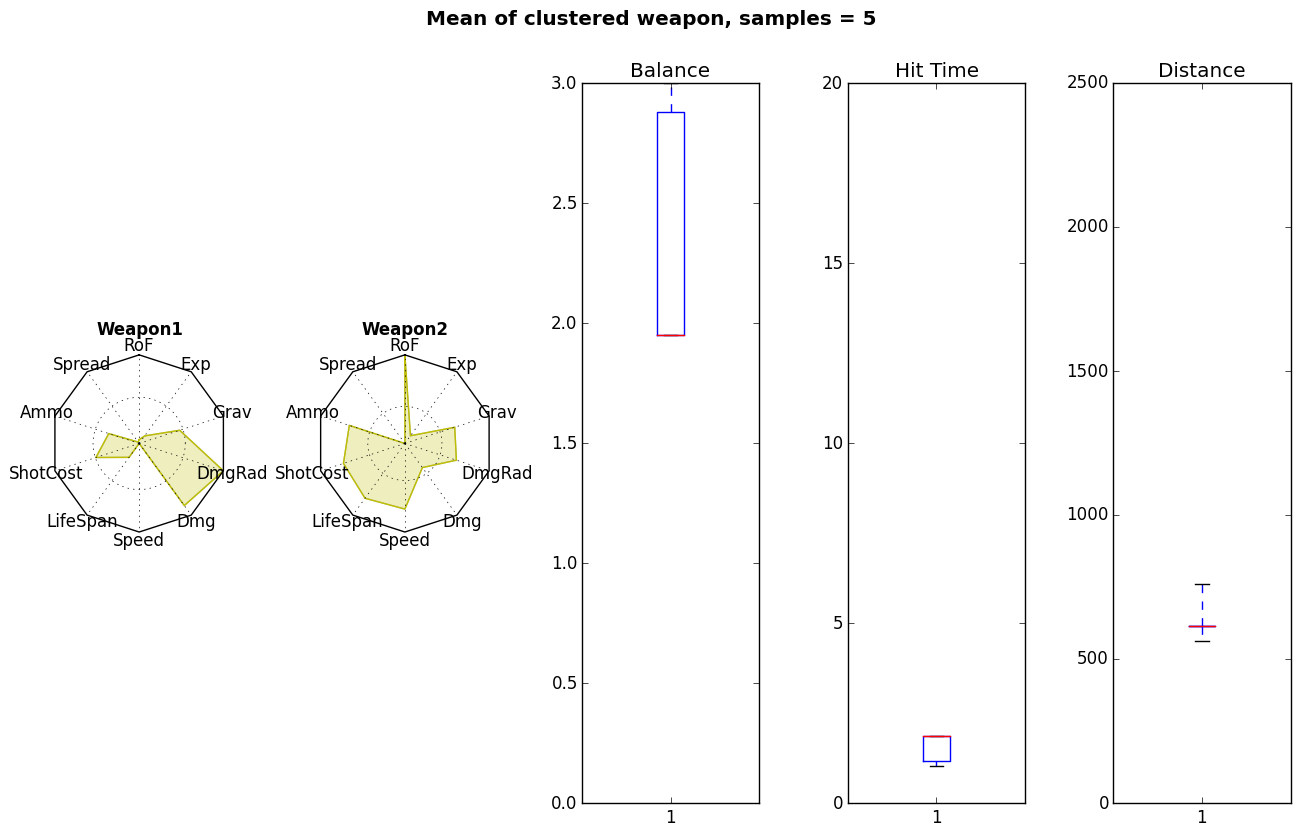 Mean of clustered weapon, samples = 5
Weapon1
RoF
Spread
Exp
Ammo
Grav
ShotCost
DmgRad
LifeSpan
Dmg
Speed
Weapon2
RoF
Spread
Exp
Ammo
Grav
ShotCost
DmgRad
LifeSpan
Dmg
Speed
Balance
3.0
2.5
2.0
1.5
1.0
0.5
0.0
1
Hit Time
20
15
10
5
0
1
Distance
2500
2000
1500
1000
500
0
1